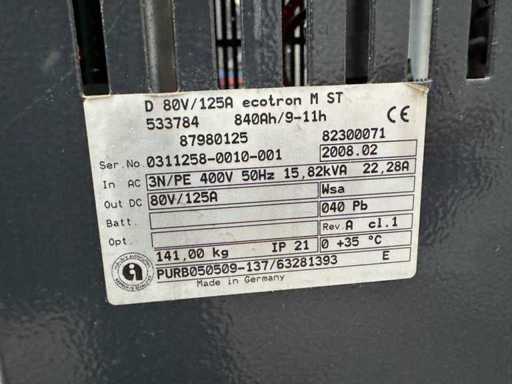 D 80V/125A ecotron M ST
533784 840Ah/9-11h CE
87980125 82300071
Ser.No. 0311258-0010-001 2008.02
In AC 3N/PE 400V 50Hz 15,82kVA 22,28A
Out DC 80V/125A Wsa
Batt. 040 Pb
Opt. Rev. A cl.1
141,00 kg IP 21 0 +35 °C
PURB050509-137/63281393 E
Made in Germany